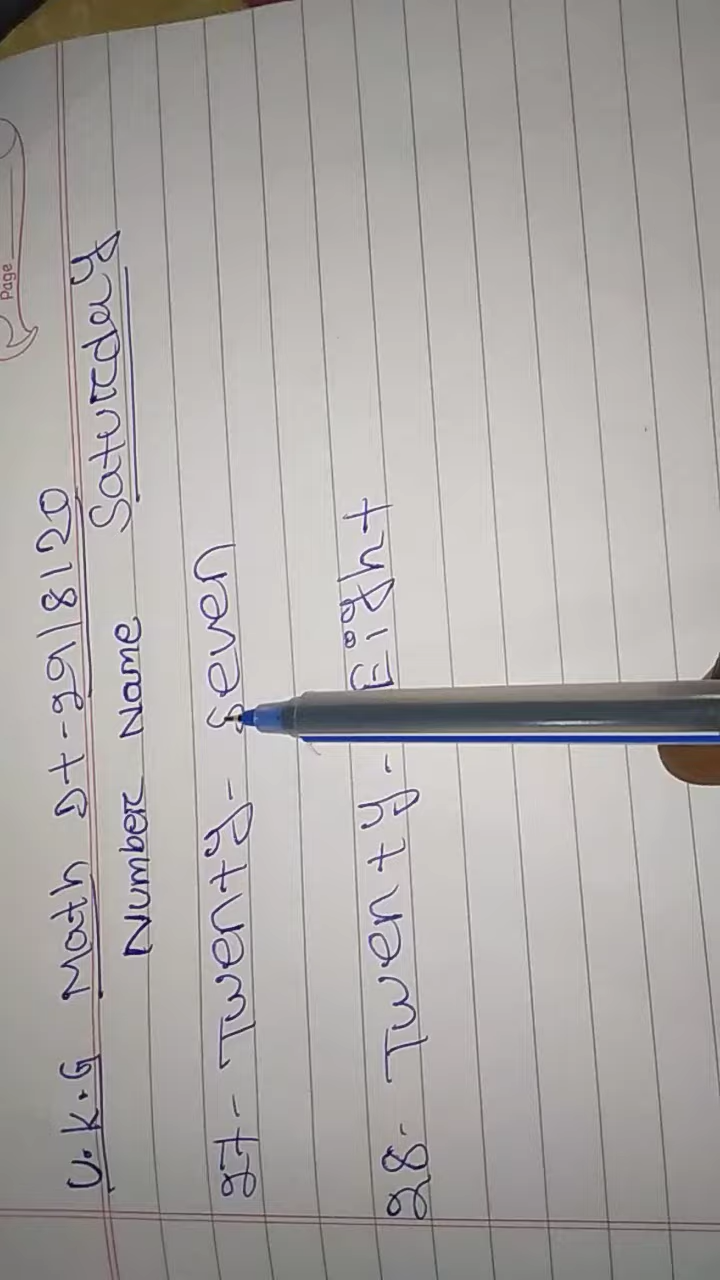 Page
U.K.G Math Dt-29/8/20
Saturday
Number Name
27- Twenty- Seven
28- Twenty- Eight